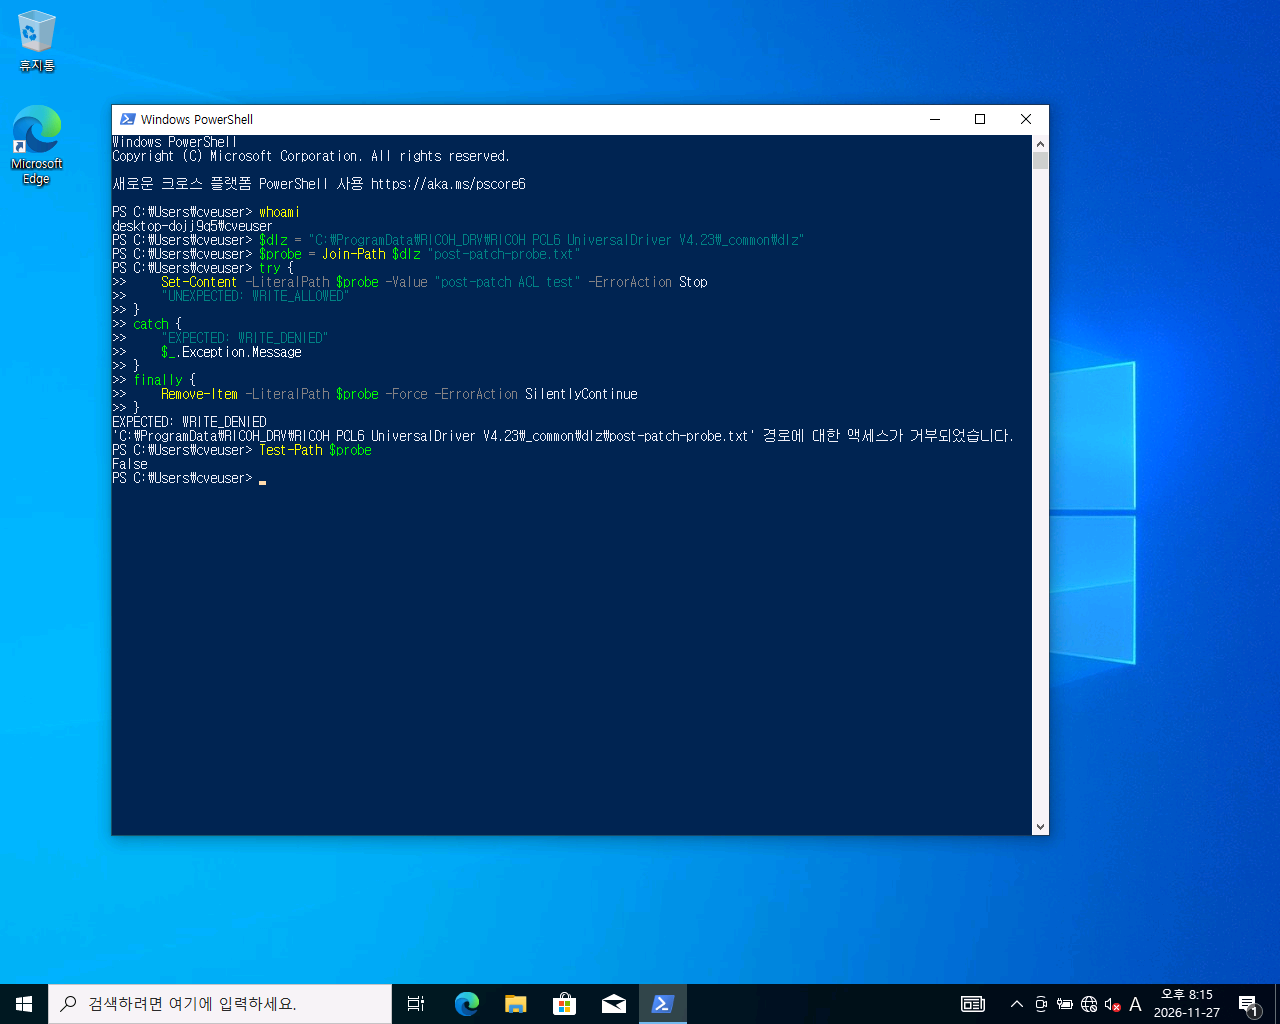 휴지통
Microsoft
Edge
Windows PowerShell
Windows PowerShell
Copyright (C) Microsoft Corporation. All rights reserved.
새로운 크로스 플랫폼 PowerShell 사용 https://aka.ms/pscore6
PS C:₩Users₩cveuser> whoami
desktop-dojj9q5₩cveuser
PS C:₩Users₩cveuser> $dlz = "C:₩ProgramData₩RICOH_DRV₩RICOH PCL6 UniversalDriver V4.23₩_common₩dlz"
PS C:₩Users₩cveuser> $probe = Join-Path $dlz "post-patch-probe.txt"
PS C:₩Users₩cveuser> try {
>>     Set-Content -LiteralPath $probe -Value "post-patch ACL test" -ErrorAction Stop
>>     "UNEXPECTED: WRITE_ALLOWED"
>> }
>> catch {
>>     "EXPECTED: WRITE_DENIED"
>>     $_.Exception.Message
>> }
>> finally {
>>     Remove-Item -LiteralPath $probe -Force -ErrorAction SilentlyContinue
>> }
EXPECTED: WRITE_DENIED
'C:₩ProgramData₩RICOH_DRV₩RICOH PCL6 UniversalDriver V4.23₩_common₩dlz₩post-patch-probe.txt' 경로에 대한 액세스가 거부되었습니다.
PS C:₩Users₩cveuser> Test-Path $probe
False
PS C:₩Users₩cveuser>
검색하려면 여기에 입력하세요.
A
오후 8:15
2026-11-27
1